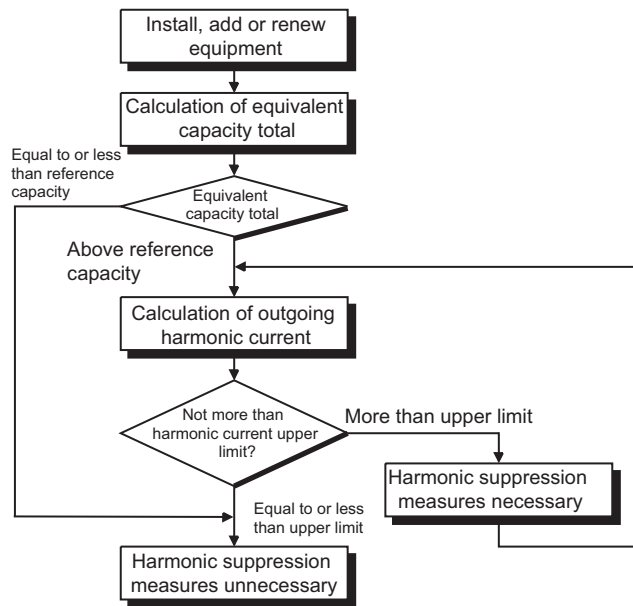 Install, add or renew
equipment
Calculation of equivalent
capacity total
Equal to or less
than reference
capacity
Equivalent
capacity total
Above reference
capacity
Calculation of outgoing
harmonic current
Not more than
harmonic current upper
limit?
More than upper limit
Harmonic suppression
measures necessary
Equal to or less
than upper limit
Harmonic suppression
measures unnecessary